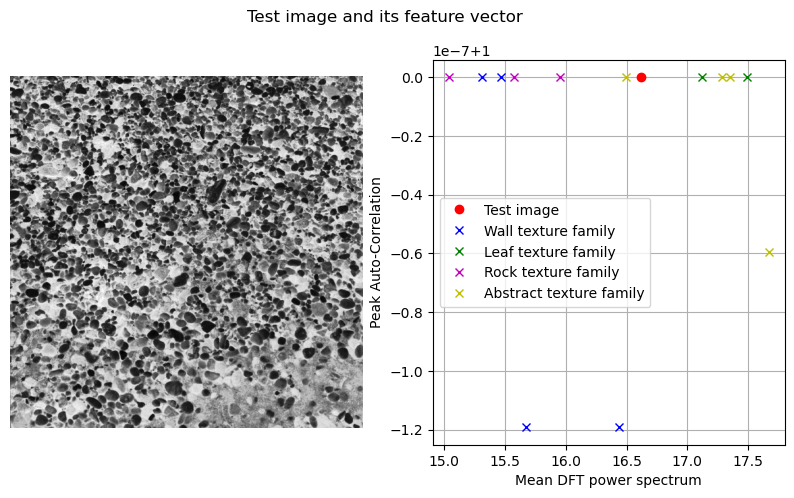 Test image and its feature vector
1e−7+1
0.0
−0.2
−0.4
−0.6
−0.8
−1.0
−1.2
Peak Auto-Correlation
Test image
Wall texture family
Leaf texture family
Rock texture family
Abstract texture family
15.0 15.5 16.0 16.5 17.0 17.5
Mean DFT power spectrum